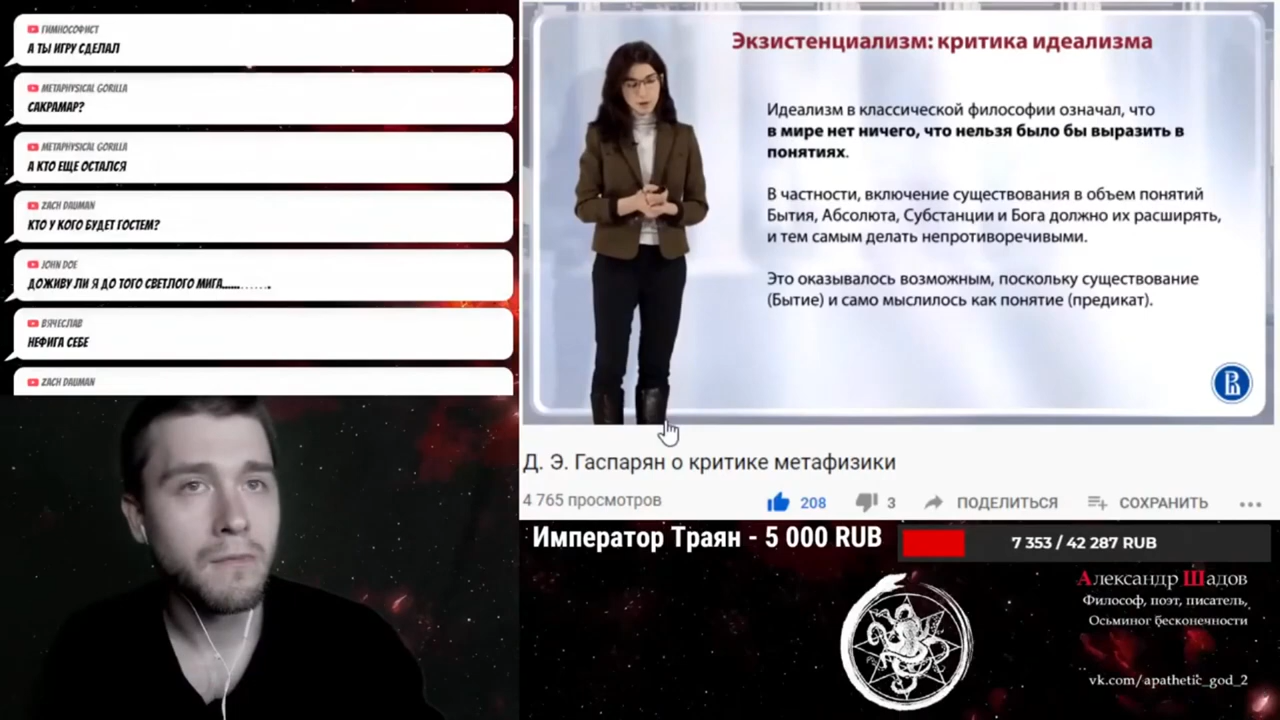 ГИМНОСОФИСТ
А ТЫ ИГРУ СДЕЛАЛ
METAPHYSICAL GORILLA
САКРАМАР?
METAPHYSICAL GORILLA
А КТО ЕЩЕ ОСТАЛСЯ
ZACH DAUMAN
КТО У КОГО БУДЕТ ГОСТЕМ?
JOHN DOE
ДОЖИВУ ЛИ Я ДО ТОГО СВЕТЛОГО МИГА............
ВЯЧЕСЛАВ
НЕФИГА СЕБЕ
ZACH DAUMAN
Экзистенциализм: критика идеализма
Идеализм в классической философии означал, что
в мире нет ничего, что нельзя было бы выразить в
понятиях.
В частности, включение существования в объем понятий
Бытия, Абсолюта, Субстанции и Бога должно их расширять,
и тем самым делать непротиворечивыми.
Это оказывалось возможным, поскольку существование
(Бытие) и само мыслилось как понятие (предикат).
Д. Э. Гаспарян о критике метафизики
4 765 просмотров
208
3
ПОДЕЛИТЬСЯ
СОХРАНИТЬ
Император Траян - 5 000 RUB
7 353 / 42 287 RUB
Александр Шадов
Философ, поэт, писатель,
Осьминог бесконечности
vk.com/apathetic_god_2